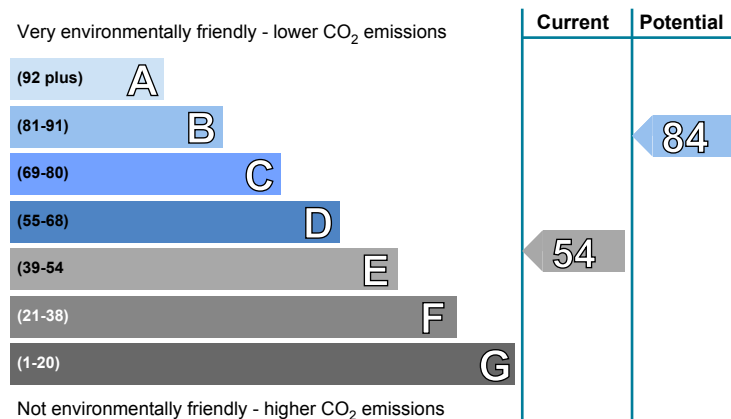 Current Potential
Very environmentally friendly - lower CO2 emissions
(92 plus) A
(81-91) B
84
(69-80) C
(55-68) D
(39-54 E
54
(21-38) F
(1-20) G
Not environmentally friendly - higher CO2 emissions